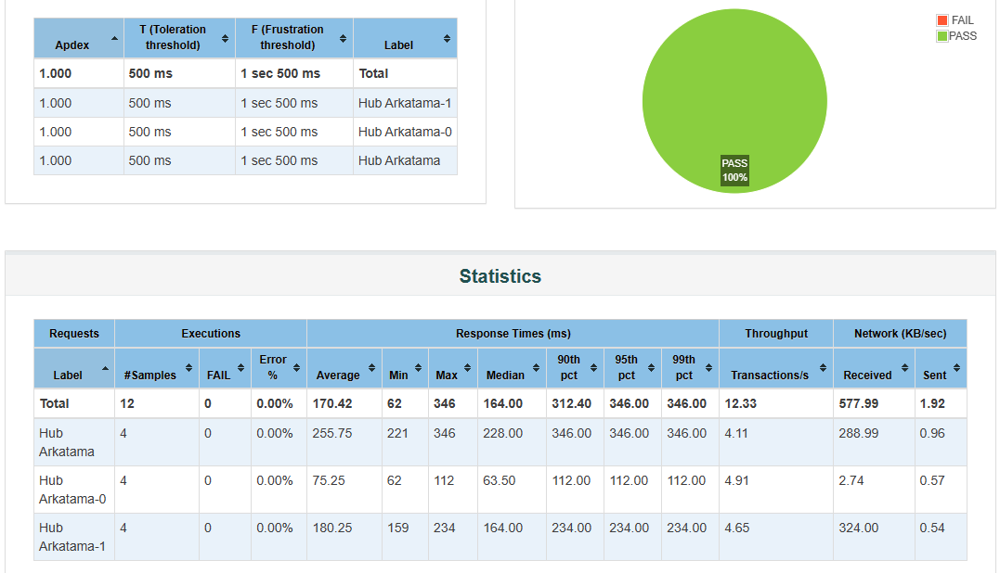 Apdex T (Toleration threshold) F (Frustration threshold) Label
1.000 500 ms 1 sec 500 ms Total
1.000 500 ms 1 sec 500 ms Hub Arkatama-1
1.000 500 ms 1 sec 500 ms Hub Arkatama-0
1.000 500 ms 1 sec 500 ms Hub Arkatama
FAIL
PASS
PASS
100%
Statistics
Requests Executions Response Times (ms) Throughput Network (KB/sec)
Label #Samples FAIL Error % Average Min Max Median 90th pct 95th pct 99th pct Transactions/s Received Sent
Total 12 0 0.00% 170.42 62 346 164.00 312.40 346.00 346.00 12.33 577.99 1.92
Hub Arkatama 4 0 0.00% 255.75 221 346 228.00 346.00 346.00 346.00 4.11 288.99 0.96
Hub Arkatama-0 4 0 0.00% 75.25 62 112 63.50 112.00 112.00 112.00 4.91 2.74 0.57
Hub Arkatama-1 4 0 0.00% 180.25 159 234 164.00 234.00 234.00 234.00 4.65 324.00 0.54